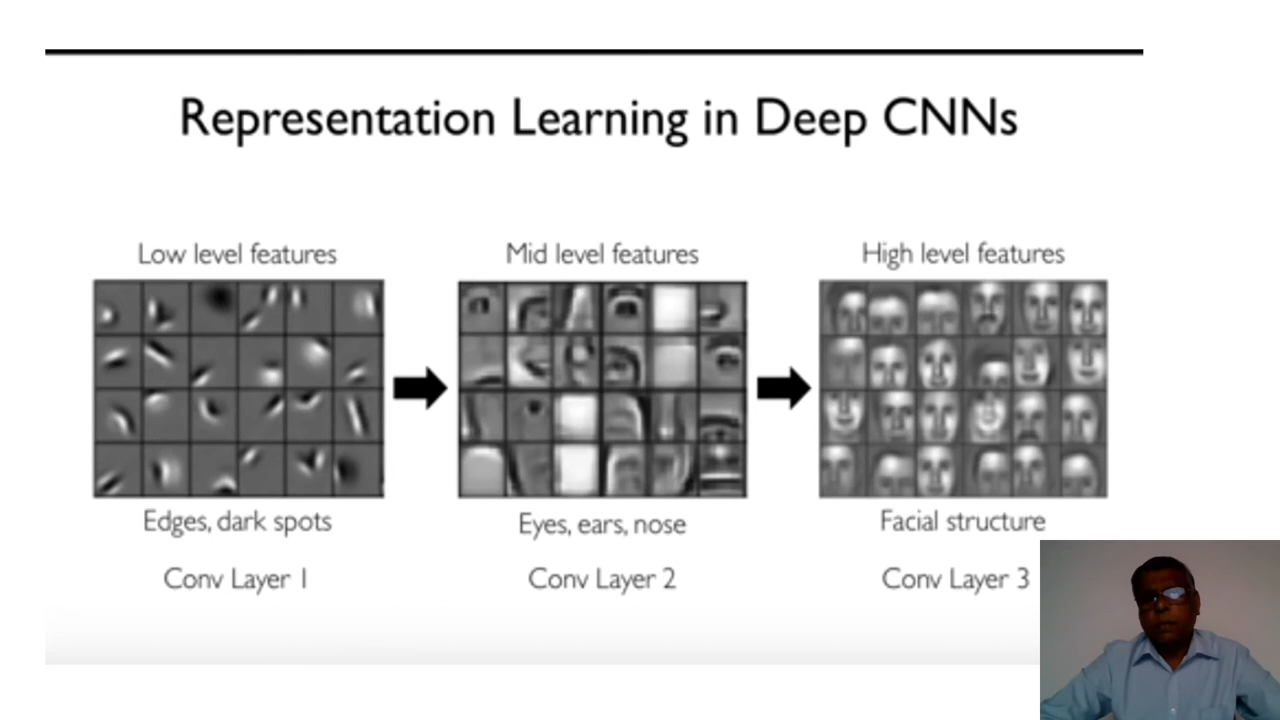 Representation Learning in Deep CNNs
Low level features
Mid level features
High level features
Edges, dark spots
Eyes, ears, nose
Facial structure
Conv Layer 1
Conv Layer 2
Conv Layer 3